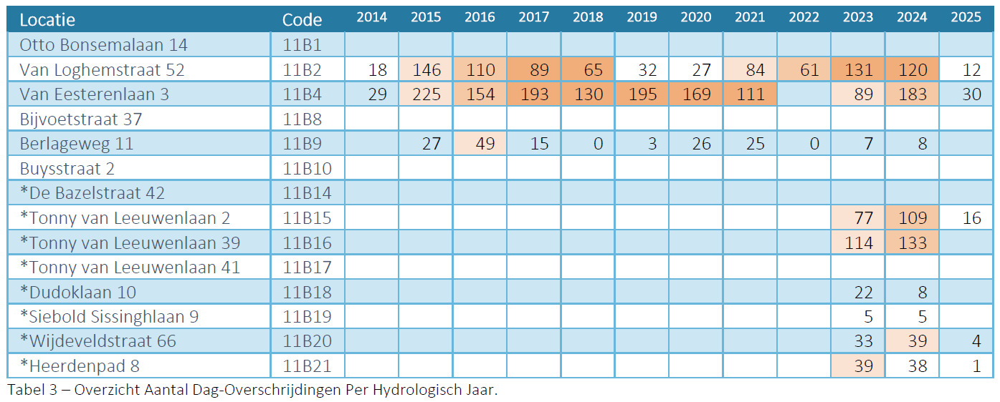 Locatie Code 2014 2015 2016 2017 2018 2019 2020 2021 2022 2023 2024 2025
Otto Bonsemalaan 14 11B1
Van Loghemstraat 52 11B2 18 146 110 89 65 32 27 84 61 131 120 12
Van Eesterenlaan 3 11B4 29 225 154 193 130 195 169 111 89 183 30
Bijvoetstraat 37 11B8
Berlageweg 11 11B9 27 49 15 0 3 26 25 0 7 8
Buysstraat 2 11B10
*De Bazelstraat 42 11B14
*Tonny van Leeuwenlaan 2 11B15 77 109 16
*Tonny van Leeuwenlaan 39 11B16 114 133
*Tonny van Leeuwenlaan 41 11B17
*Dudoklaan 10 11B18 22 8
*Siebold Sissinghlaan 9 11B19 5 5
*Wijdeveldstraat 66 11B20 33 39 4
*Heerdenpad 8 11B21 39 38 1
Tabel 3 – Overzicht Aantal Dag-Overschrijdingen Per Hydrologisch Jaar.